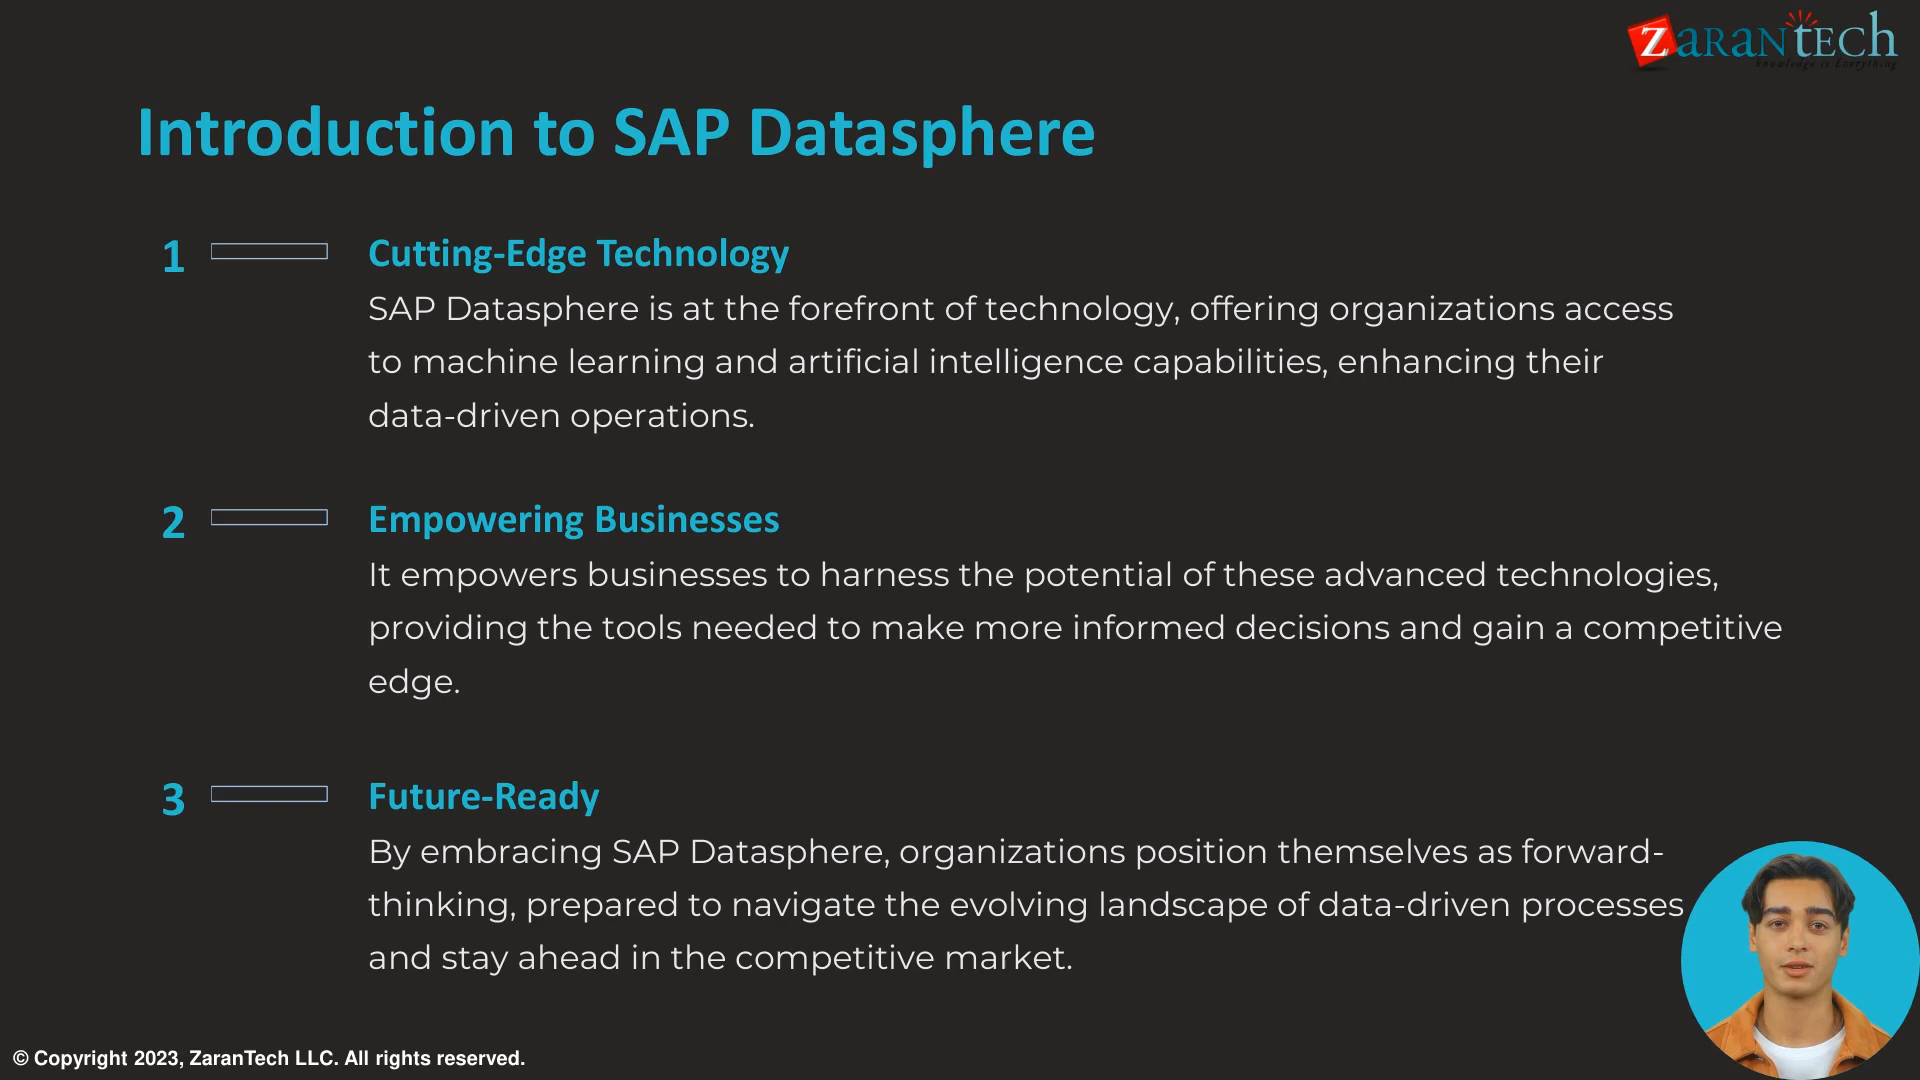 ZaranTech
knowledge is Everything
Introduction to SAP Datasphere
1
Cutting-Edge Technology
SAP Datasphere is at the forefront of technology, offering organizations access
to machine learning and artificial intelligence capabilities, enhancing their
data-driven operations.
2
Empowering Businesses
It empowers businesses to harness the potential of these advanced technologies,
providing the tools needed to make more informed decisions and gain a competitive
edge.
3
Future-Ready
By embracing SAP Datasphere, organizations position themselves as forward-
thinking, prepared to navigate the evolving landscape of data-driven processes
and stay ahead in the competitive market.
© Copyright 2023, ZaranTech LLC. All rights reserved.